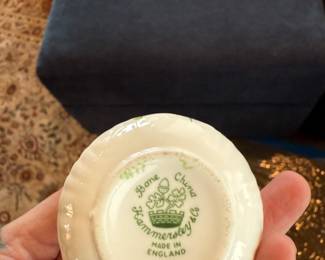 Bone China
Hammersley & Co
MADE IN
ENGLAND